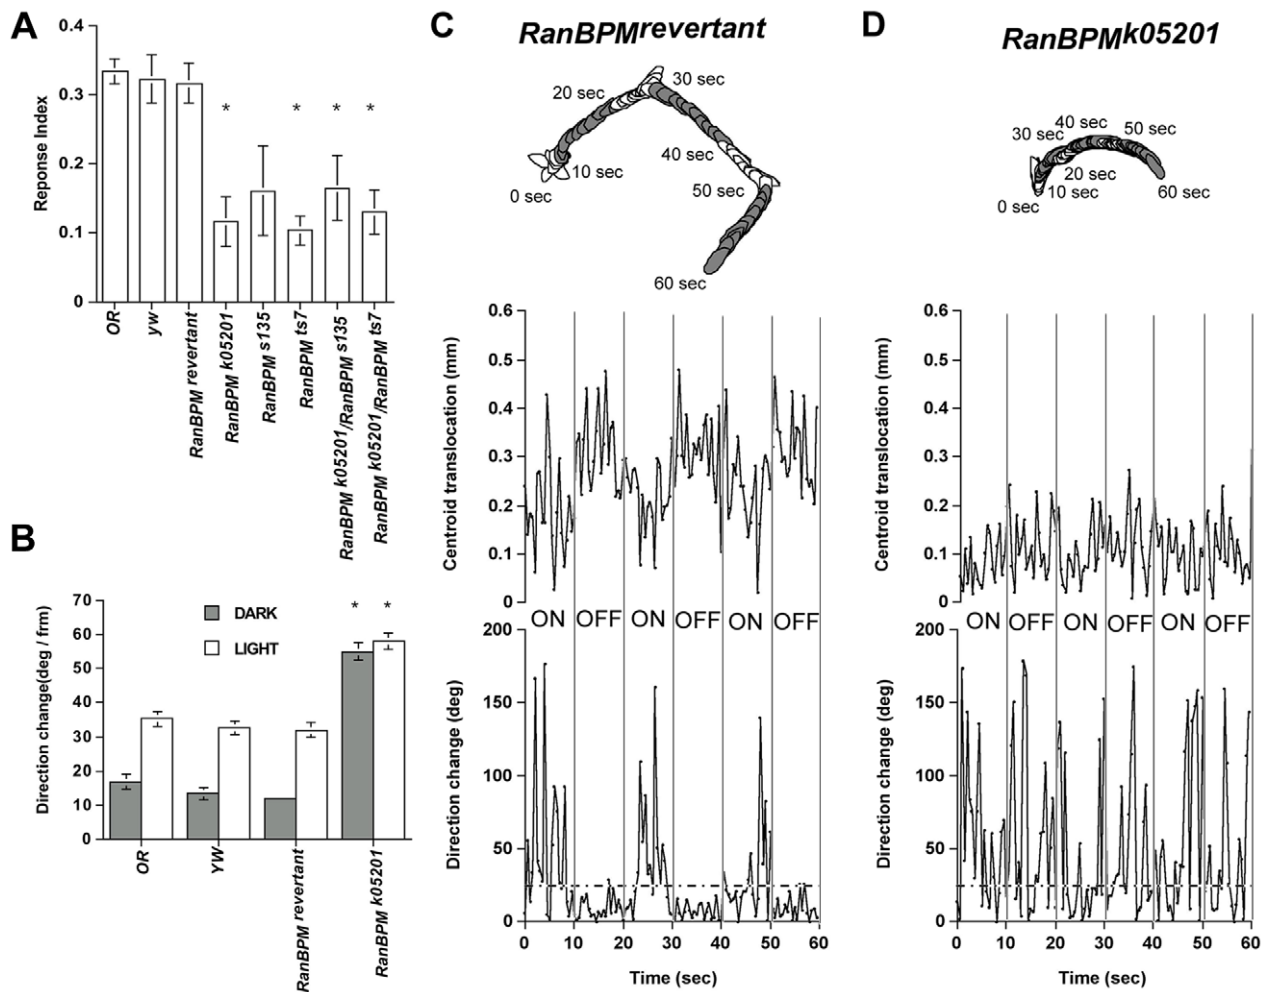 A
0.4
0.3
0.2
0.1
0
Reponse Index
* * * *
OR
yw
RanBPM revertant
RanBPM k05201
RanBPM s135
RanBPM ts7
RanBPM k05201/RanBPM s135
RanBPM k05201/RanBPM ts7
B
70
60
50
40
30
20
10
0
Direction change(deg / frm)
DARK
LIGHT
* *
OR
YW
RanBPM revertant
RanBPM k05201
C
RanBPM revertant
0 sec
10 sec
20 sec
30 sec
40 sec
50 sec
60 sec
0.6
0.5
0.4
0.3
0.2
0.1
0
Centroid translocation (mm)
ON OFF ON OFF ON OFF
200
150
100
50
0
Direction change (deg)
0 10 20 30 40 50 60
Time (sec)
D
RanBPM k05201
0 sec
10 sec
20 sec
30 sec
40 sec
50 sec
60 sec
0.6
0.5
0.4
0.3
0.2
0.1
0
Centroid translocation (mm)
ON OFF ON OFF ON OFF
200
150
100
50
0
Direction change (deg)
0 10 20 30 40 50 60
Time (sec)